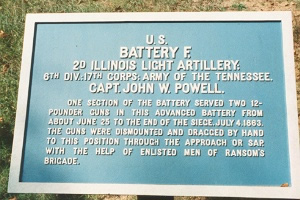 U.S.
BATTERY F,
2D ILLINOIS LIGHT ARTILLERY;
6TH DIV. 17TH CORPS; ARMY OF THE TENNESSEE.
CAPT. JOHN W. POWELL.
ONE SECTION OF THE BATTERY SERVED TWO 12-
POUNDER GUNS IN THIS ADVANCED BATTERY FROM
ABOUT JUNE 25 TO THE END OF THE SIEGE, JULY 4, 1863.
THE GUNS WERE DISMOUNTED AND DRAGGED BY HAND
TO THIS POSITION THROUGH THE APPROACH OR SAP,
WITH THE HELP OF ENLISTED MEN OF RANSOM'S
BRIGADE.